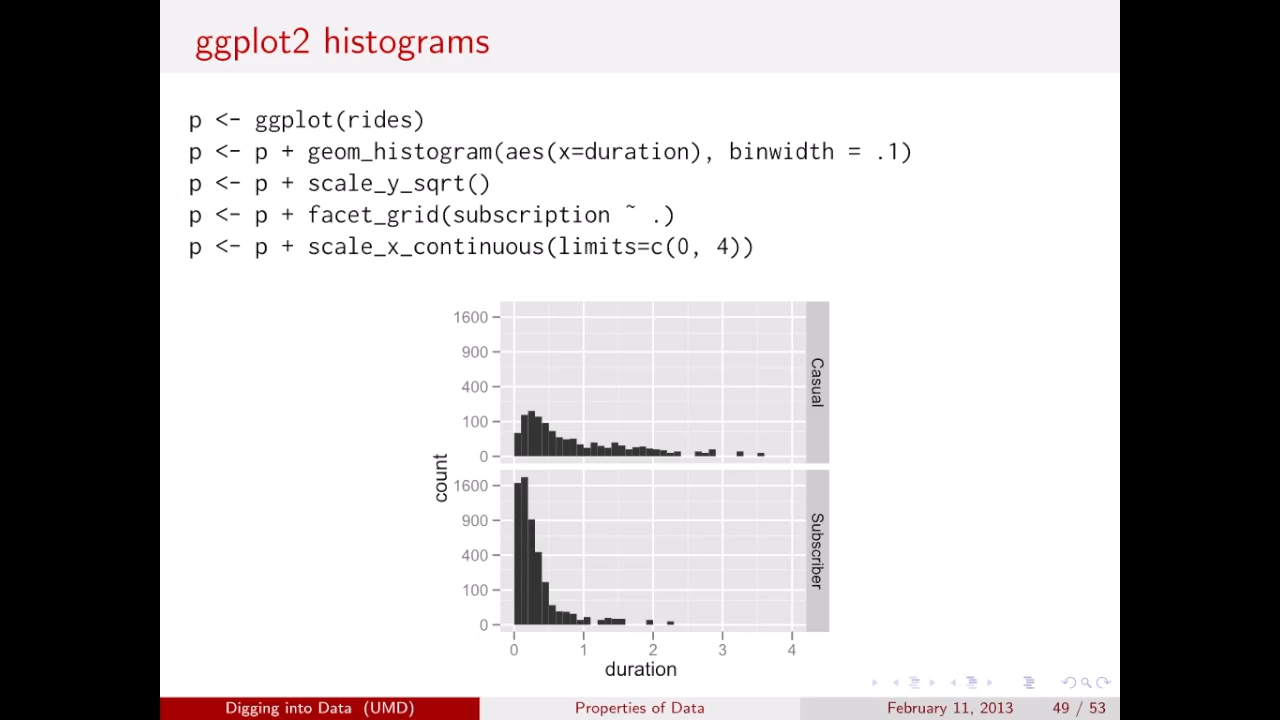 ggplot2 histograms
p <- ggplot(rides)
p <- p + geom_histogram(aes(x=duration), binwidth = .1)
p <- p + scale_y_sqrt()
p <- p + facet_grid(subscription ~ .)
p <- p + scale_x_continuous(limits=c(0, 4))
1600
900
400
100
0
Casual
count
1600
900
400
100
0
Subscriber
0 1 2 3 4
duration
Digging into Data (UMD) Properties of Data February 11, 2013 49 / 53